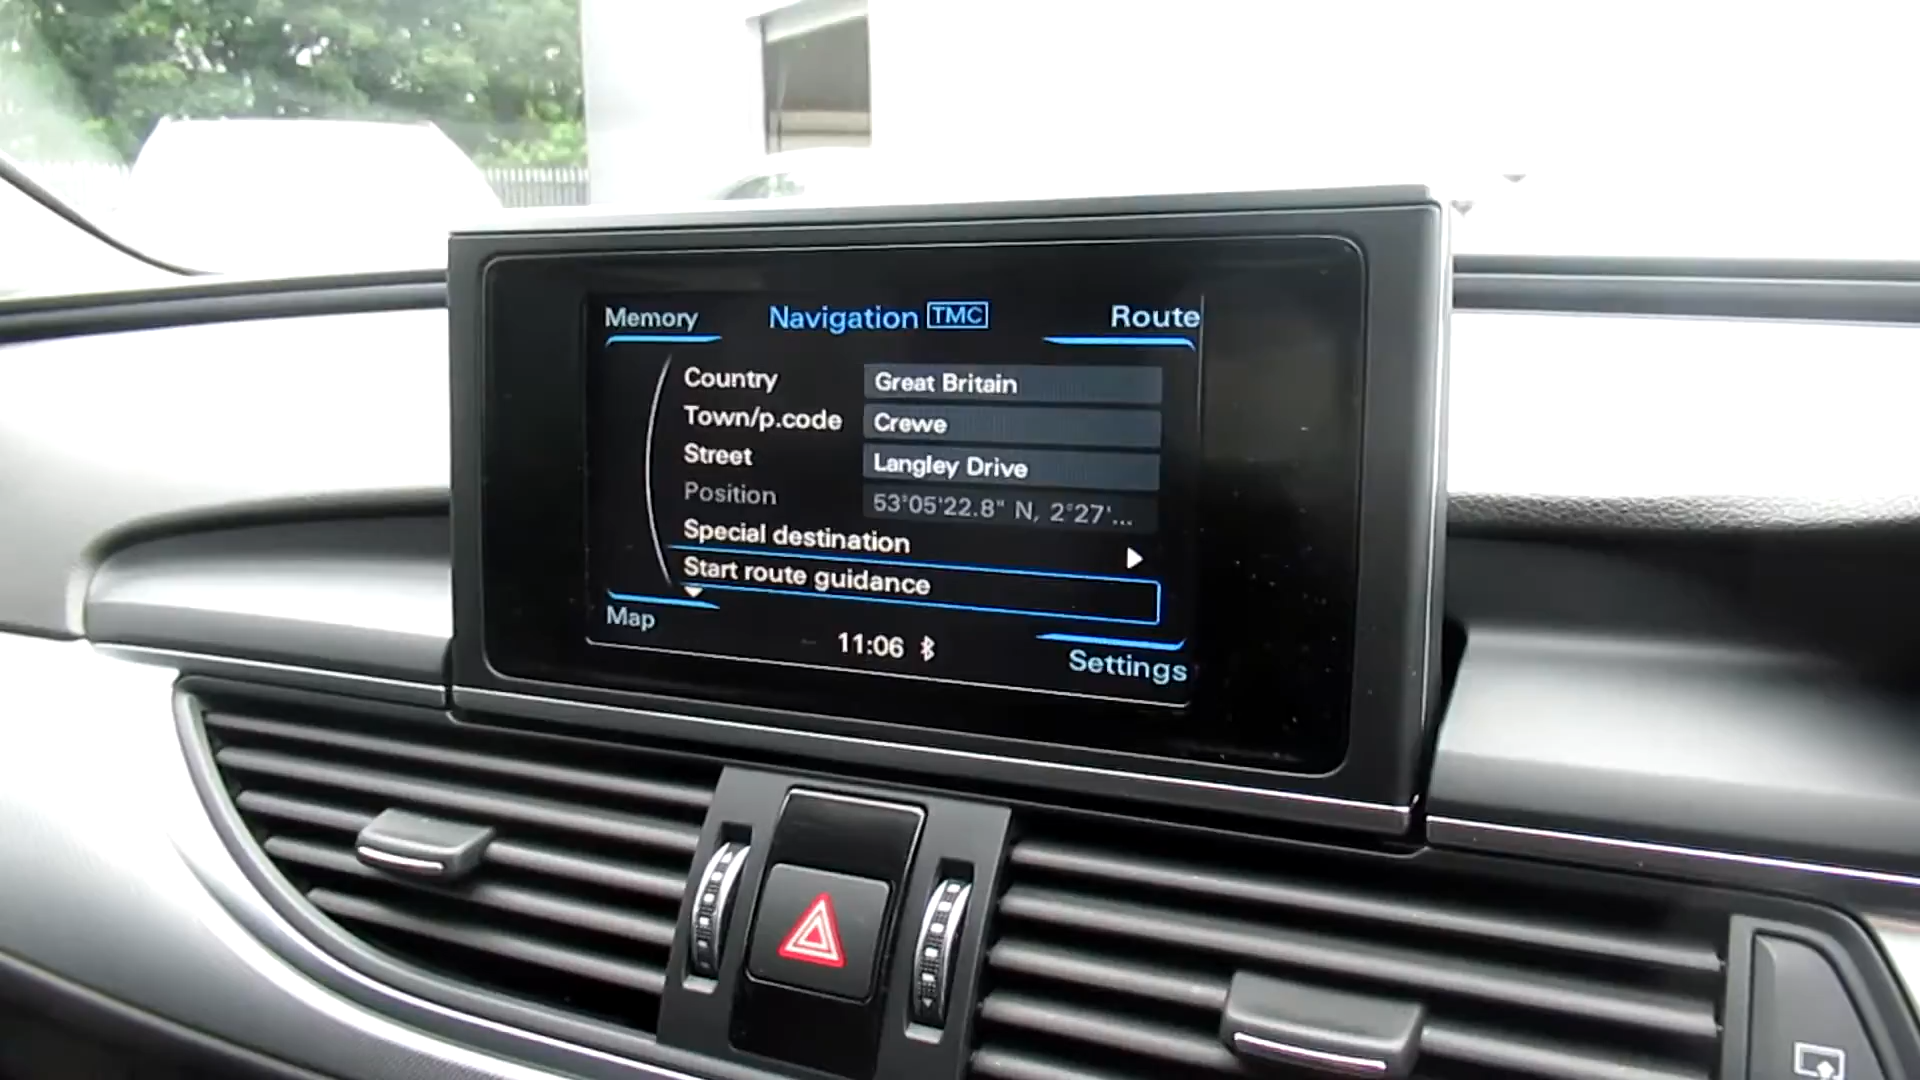 Memory Navigation TMC Route
Country Great Britain
Town/p.code Crewe
Street Langley Drive
Position 53°05'22.8" N, 2°27'...
Special destination
Start route guidance
Map 11:06 Settings